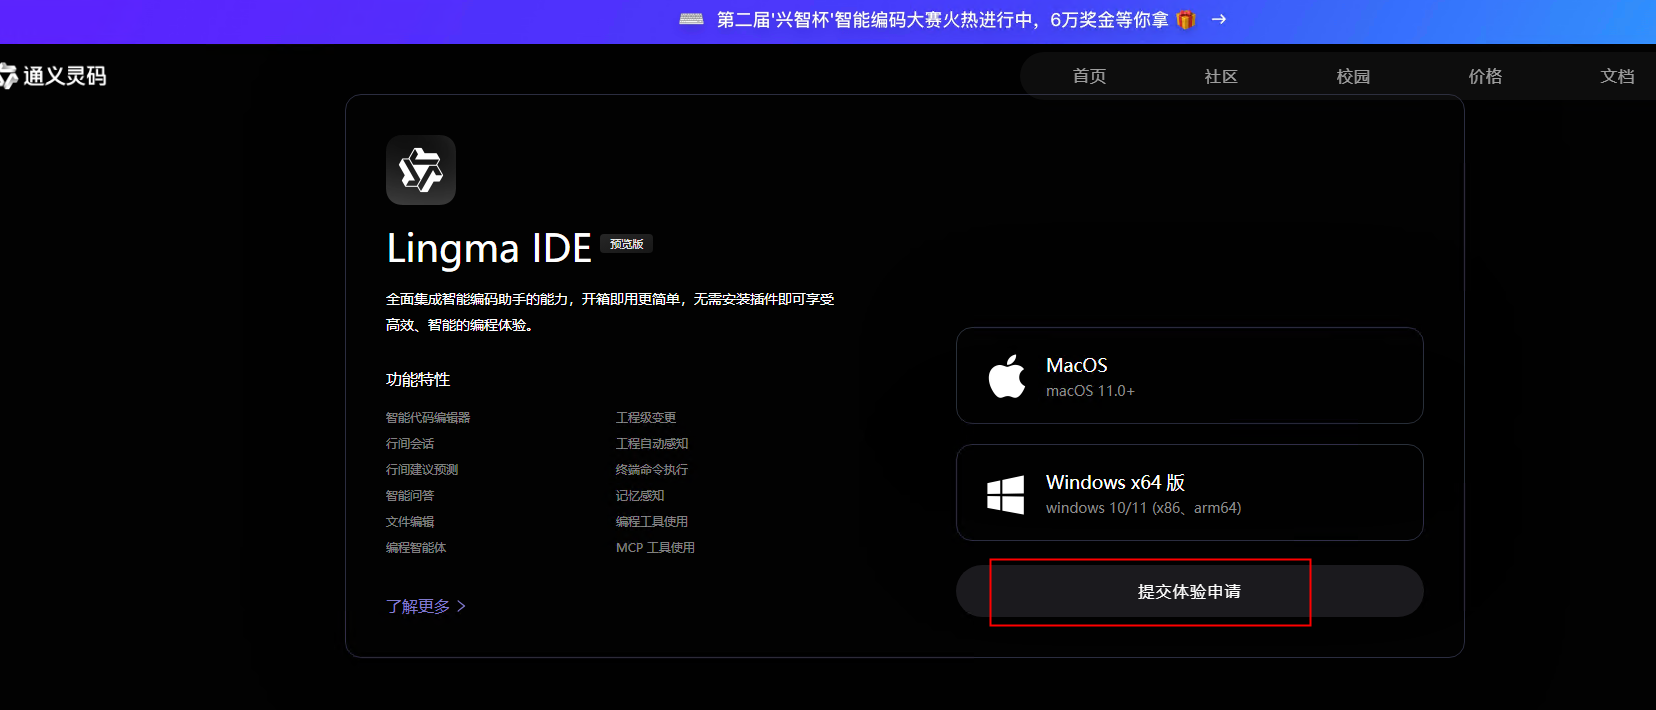 第二届'兴智杯'智能编码大赛火热进行中，6万奖金等你拿
通义灵码
首页
社区
校园
价格
文档
Lingma IDE
预览版
全面集成智能编码助手的能力，开箱即用更简单，无需安装插件即可享受
高效、智能的编程体验。
功能特性
智能代码编辑器
工程级变更
行间会话
工程自动感知
行间建议预测
终端命令执行
智能问答
记忆感知
文件编辑
编程工具使用
编程智能体
MCP 工具使用
了解更多
MacOS
macOS 11.0+
Windows x64 版
windows 10/11 (x86、arm64)
提交体验申请